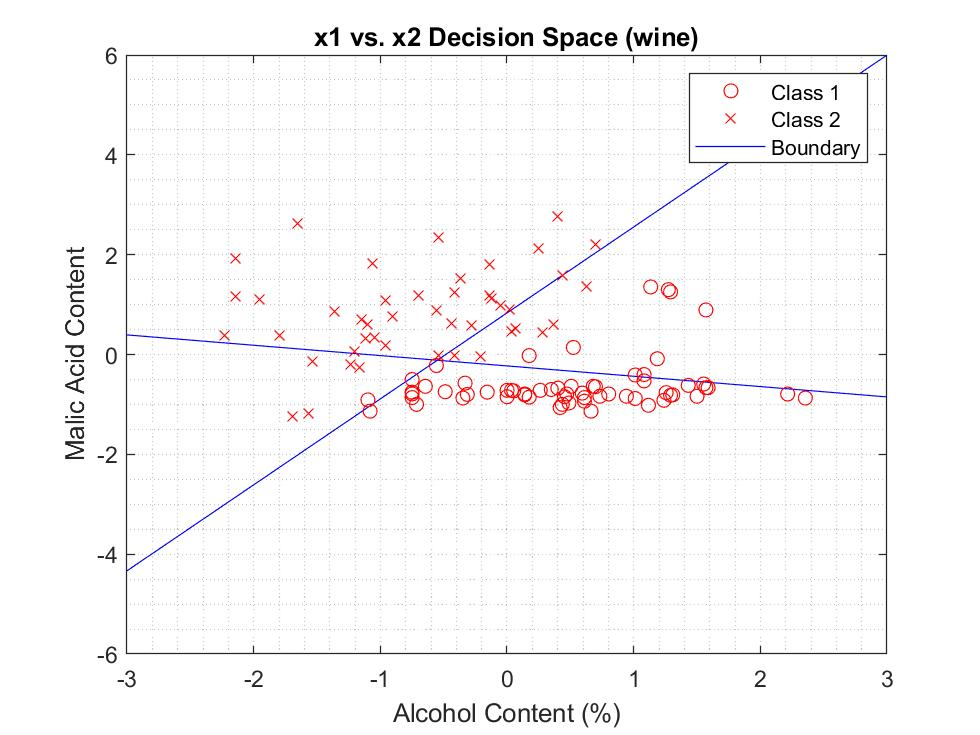 x1 vs. x2 Decision Space (wine)
6
Class 1
Class 2
Boundary
4
2
0
-2
-4
-6
Malic Acid Content
-3 -2 -1 0 1 2 3
Alcohol Content (%)